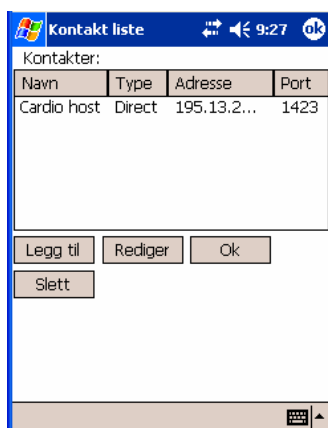 Kontakt liste 9:27 ok
Kontakter:
Navn Type Adresse Port
Cardio host Direct 195.13.2... 1423
Legg til Rediger Ok
Slett